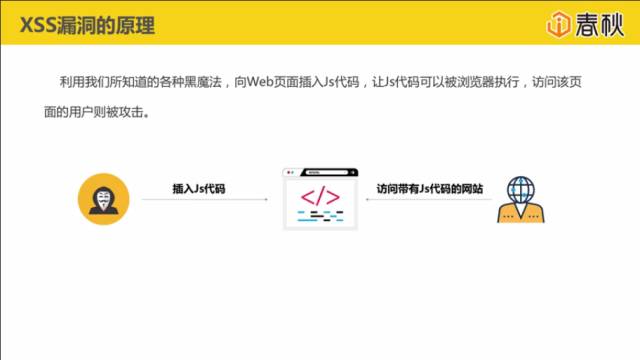 XSS漏洞的原理
春秋
利用我们所知道的各种黑魔法，向Web页面插入Js代码，让Js代码可以被浏览器执行，访问该页
面的用户则被攻击。
插入Js代码
</>
访问带有Js代码的网站